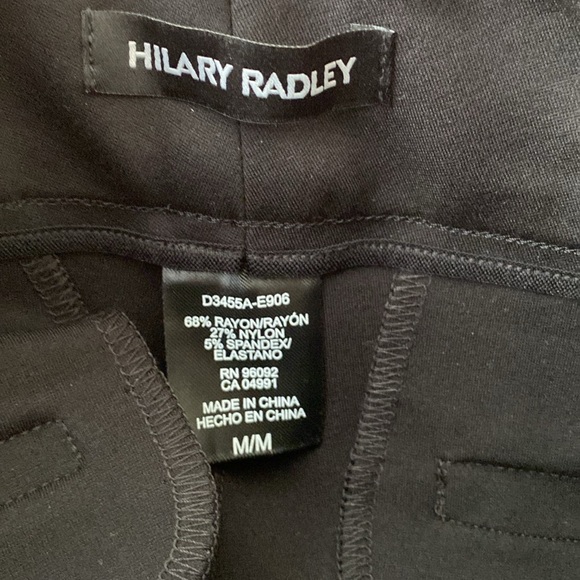 HILARY RADLEY
D3455A-E906
68% RAYON/RAYÓN
27% NYLON
5% SPANDEX/
ELASTANO
RN 96092
CA 04991
MADE IN CHINA
HECHO EN CHINA
M/M